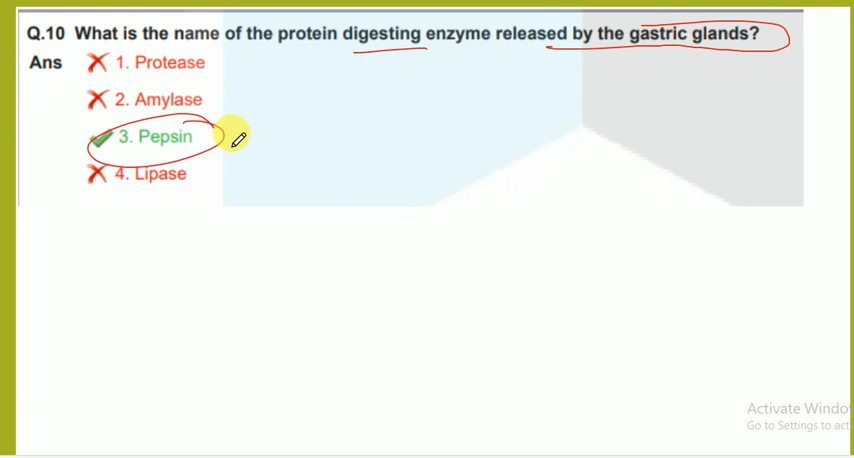 Q.10 What is the name of the protein digesting enzyme released by the gastric glands?
Ans 1. Protease
2. Amylase
3. Pepsin
4. Lipase
Activate Windo
Go to Settings to act